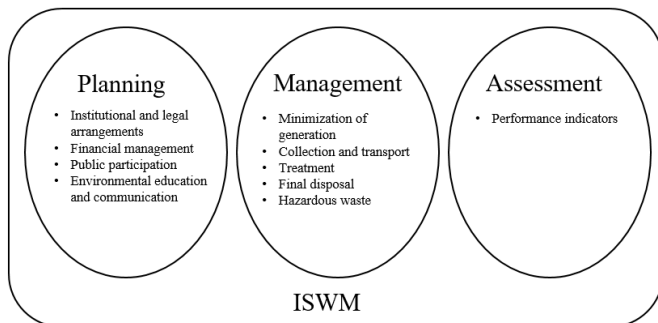 Planning
• Institutional and legal
arrangements
• Financial management
• Public participation
• Environmental education
and communication
Management
• Minimization of
generation
• Collection and transport
• Treatment
• Final disposal
• Hazardous waste
Assessment
• Performance indicators
ISWM